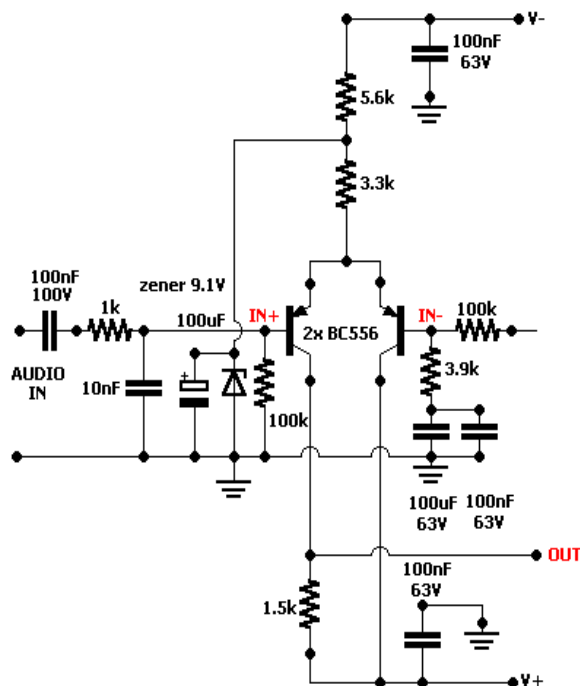 V-
100nF
63V
5.6k
3.3k
100nF
100V
zener 9.1V
1k
100uF
IN+
2x BC556
IN-
100k
AUDIO
IN
10nF
+
100k
3.9k
100uF
63V
100nF
63V
OUT
100nF
63V
1.5k
V+